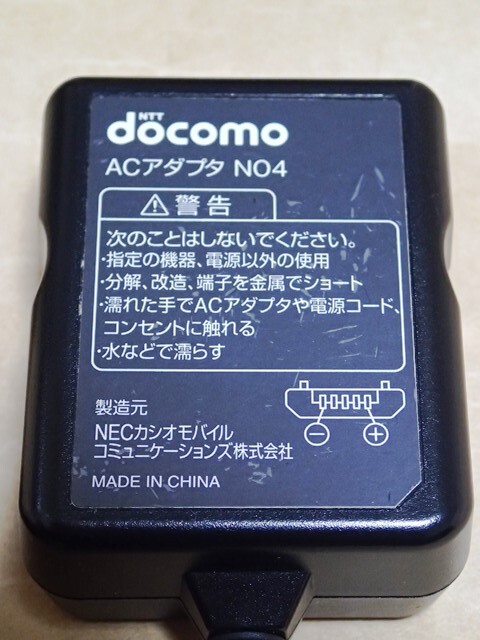 NTT
döcomo
ACアダプタ N04
警告
次のことはしないでください。
・指定の機器、電源以外の使用
・分解、改造、端子を金属でショート
・濡れた手でACアダプタや電源コード、
コンセントに触れる
・水などで濡らす
製造元
NECカシオモバイル
コミュニケーションズ株式会社
MADE IN CHINA